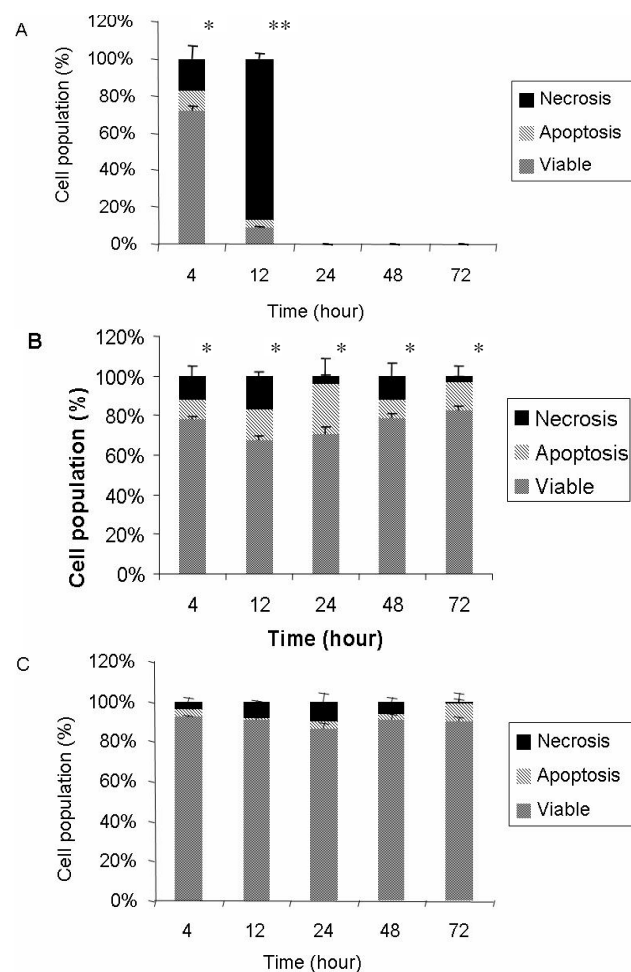 A
Cell population (%)
120%
100%
80%
60%
40%
20%
0%
* **
4 12 24 48 72
Time (hour)
Necrosis
Apoptosis
Viable
B
Cell population (%)
120%
100%
80%
60%
40%
20%
0%
* * * * *
4 12 24 48 72
Time (hour)
Necrosis
Apoptosis
Viable
C
Cell population (%)
120%
100%
80%
60%
40%
20%
0%
4 12 24 48 72
Time (hour)
Necrosis
Apoptosis
Viable